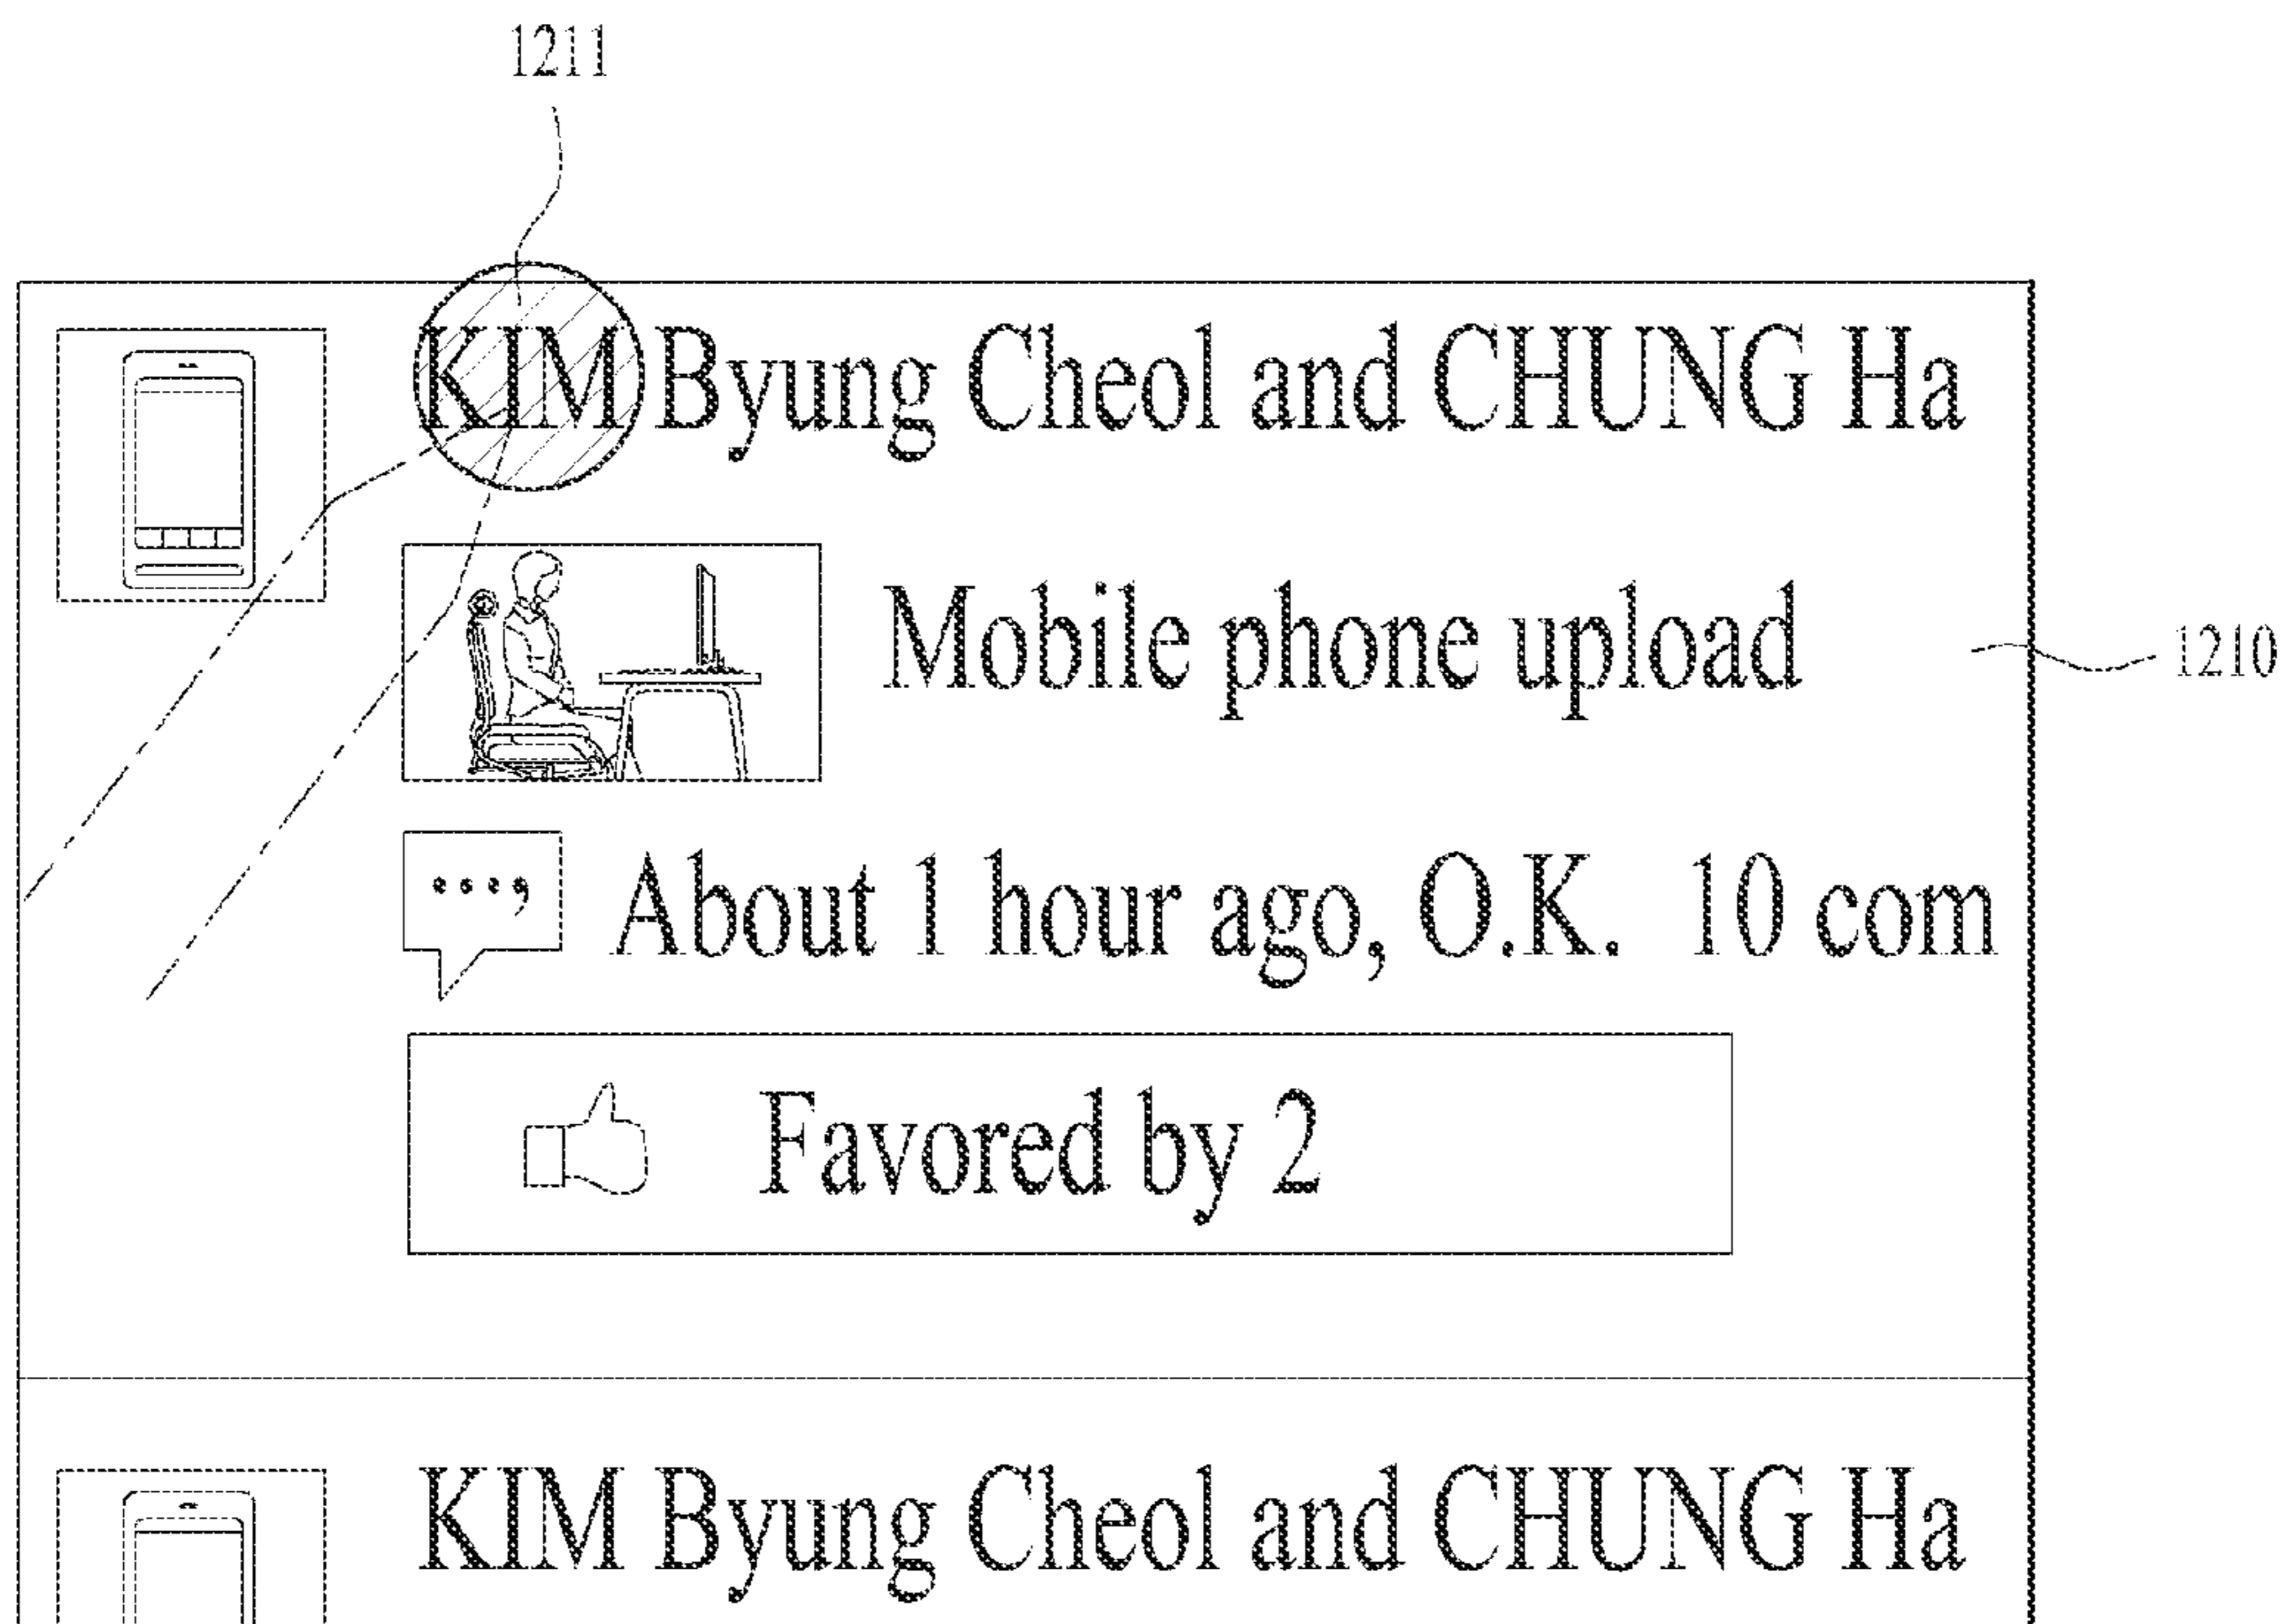 1211
KIM Byung Cheol and CHUNG Ha
Mobile phone upload
1210
About 1 hour ago, O.K. 10 com
Favored by 2
KIM Byung Cheol and CHUNG Ha